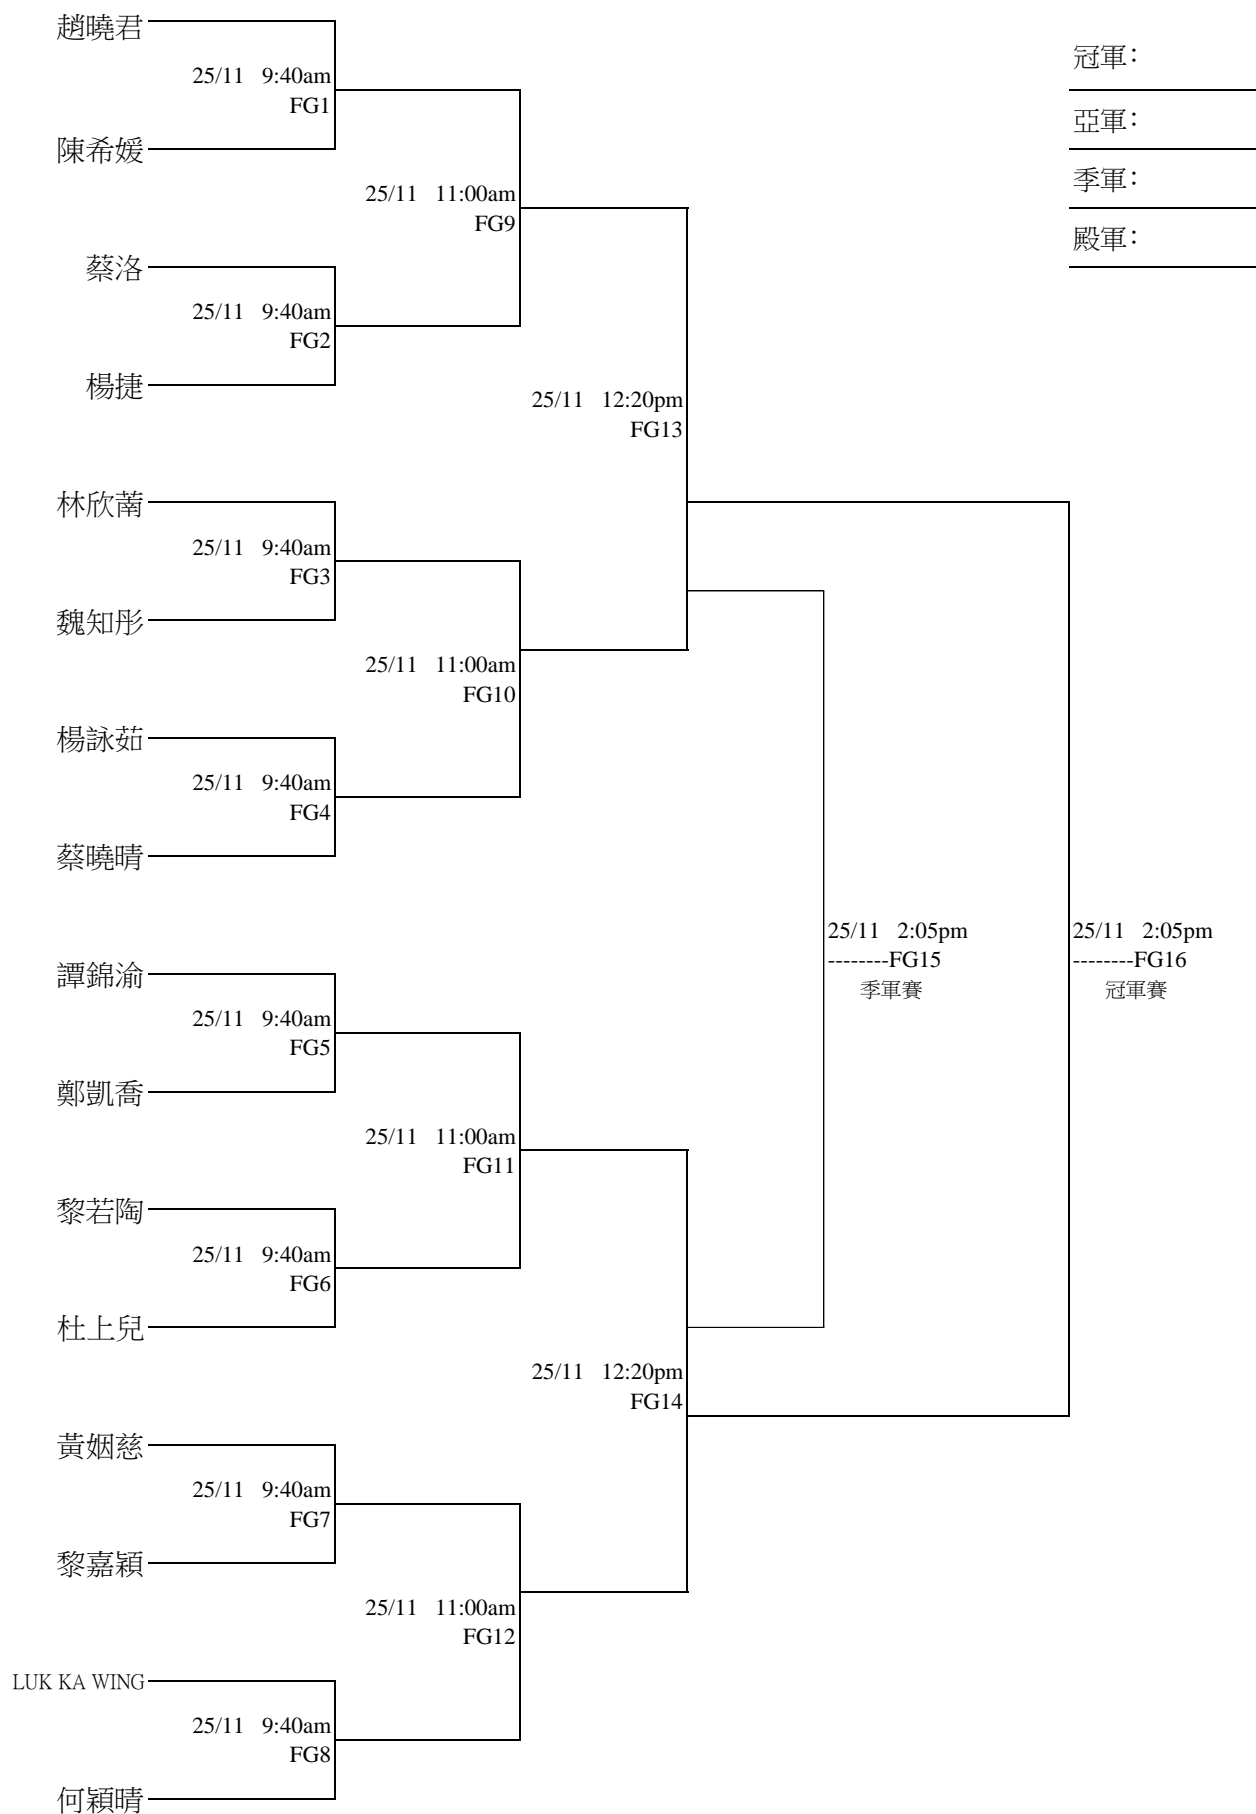 趙曉君
冠軍：
25/11 9:40am
FG1
亞軍：
陳希媛
季軍：
25/11 11:00am
FG9
殿軍：
蔡洛
25/11 9:40am
FG2
楊捷
25/11 12:20pm
FG13
林欣蕎
25/11 9:40am
FG3
魏知彤
25/11 11:00am
FG10
楊詠茹
25/11 9:40am
FG4
蔡曉晴
25/11 2:05pm
--------FG15
季軍賽
25/11 2:05pm
--------FG16
冠軍賽
譚錦渝
25/11 9:40am
FG5
鄭凱喬
25/11 11:00am
FG11
黎若陶
25/11 9:40am
FG6
杜上兒
25/11 12:20pm
FG14
黃姻慈
25/11 9:40am
FG7
黎嘉穎
25/11 11:00am
FG12
LUK KA WING
25/11 9:40am
FG8
何穎晴